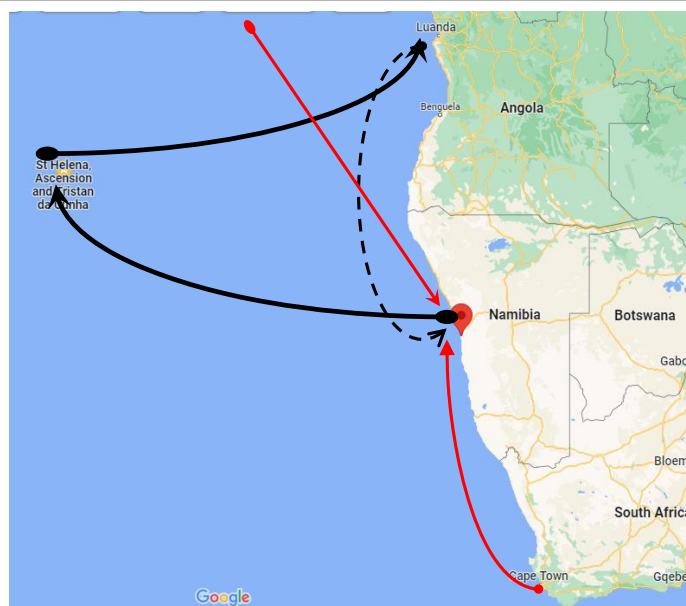 Luanda
Benguela
Angola
St Helena,
Ascension
and Tristan
da Cunha
Namibia
Botswana
Gabo
Bloem
South Africa
Cape Town
Gqebe
Google